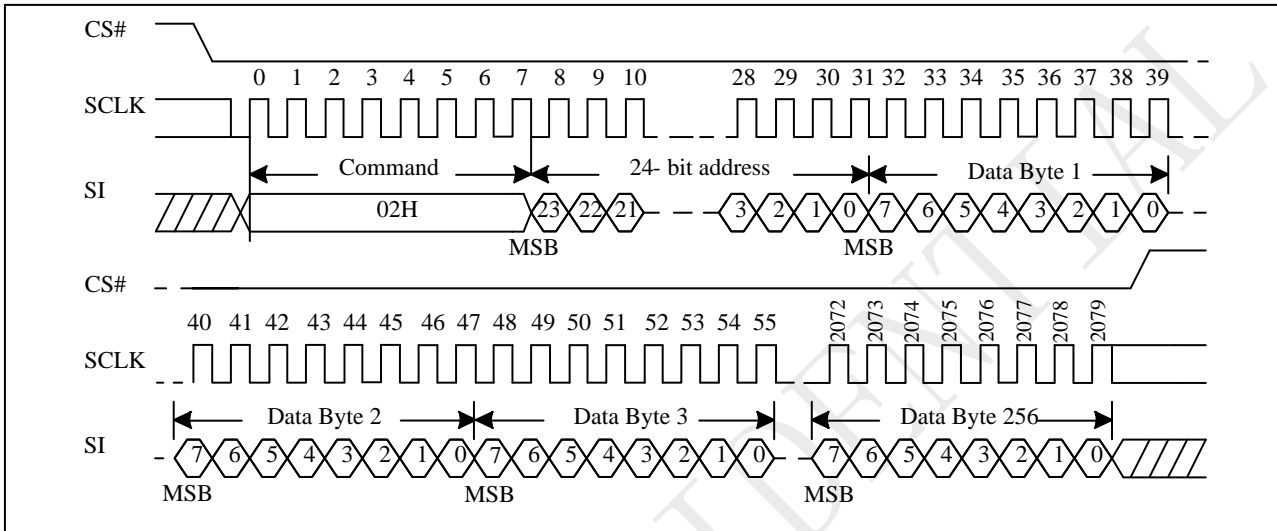 CS#
0 1 2 3 4 5 6 7 8 9 10 28 29 30 31 32 33 34 35 36 37 38 39
SCLK
Command 24- bit address Data Byte 1
SI
02H 23 22 21 3 2 1 0 7 6 5 4 3 2 1 0
MSB MSB
CS#
40 41 42 43 44 45 46 47 48 49 50 51 52 53 54 55 2072 2073 2074 2075 2076 2077 2078 2079
SCLK
Data Byte 2 Data Byte 3 Data Byte 256
SI
7 6 5 4 3 2 1 0 7 6 5 4 3 2 1 0 7 6 5 4 3 2 1 0
MSB MSB MSB
IDENTIAL